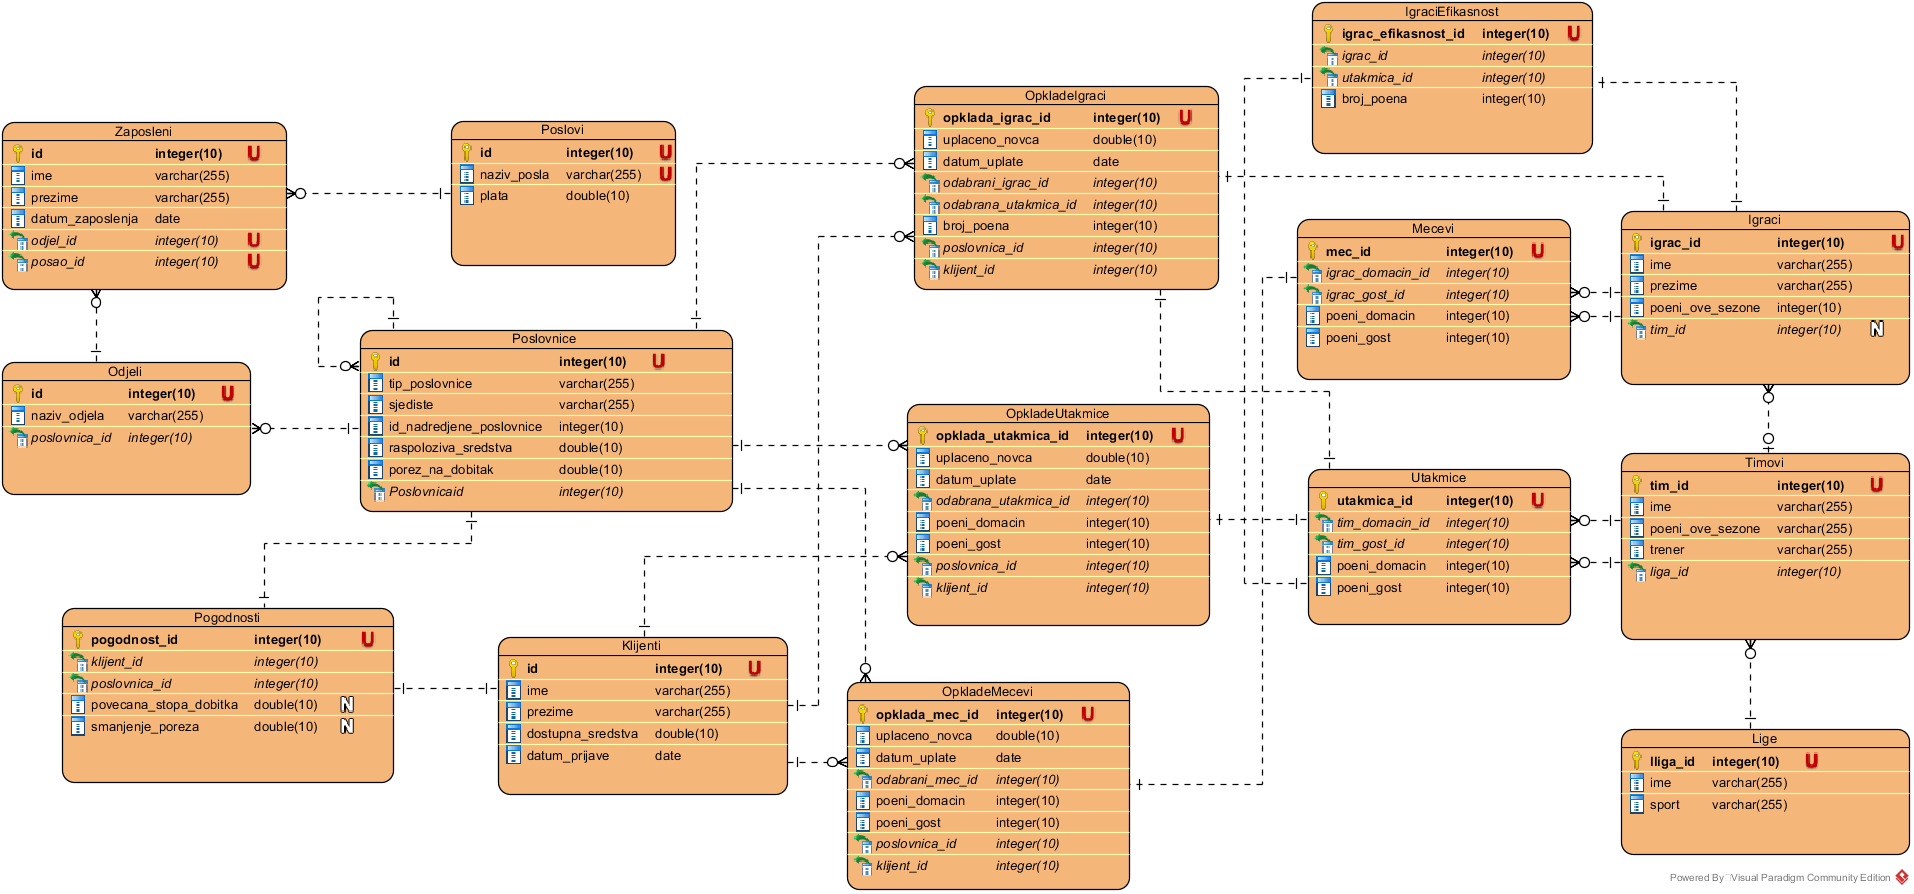 IgraciEfikasnost
igrac_efikasnost_id integer(10) U
igrac_id integer(10)
utakmica_id integer(10)
broj_poena integer(10)
OpkladeIgraci
opklada_igrac_id integer(10) U
uplaceno_novca double(10)
datum_uplate date
odabrani_igrac_id integer(10)
odabrana_utakmica_id integer(10)
broj_poena integer(10)
poslovnica_id integer(10)
klijent_id integer(10)
Zaposleni
id integer(10) U
ime varchar(255)
prezime varchar(255)
datum_zaposlenja date
odjel_id integer(10) U
posao_id integer(10) U
Poslovi
id integer(10) U
naziv_posla varchar(255) U
plata double(10)
Mecevi
mec_id integer(10) U
igrac_domacin_id integer(10)
igrac_gost_id integer(10)
poeni_domacin integer(10)
poeni_gost integer(10)
Igraci
igrac_id integer(10) U
ime varchar(255)
prezime varchar(255)
poeni_ove_sezone integer(10)
tim_id integer(10) N
Poslovnice
id integer(10) U
tip_poslovnice varchar(255)
sjediste varchar(255)
id_nadredjene_poslovnice integer(10)
raspoloziva_sredstva double(10)
porez_na_dobitak double(10)
Poslovnicaid integer(10)
Odjeli
id integer(10) U
naziv_odjela varchar(255)
poslovnica_id integer(10)
OpkladeUtakmice
opklada_utakmica_id integer(10) U
uplaceno_novca double(10)
datum_uplate date
odabrana_utakmica_id integer(10)
poeni_domacin integer(10)
poeni_gost integer(10)
poslovnica_id integer(10)
klijent_id integer(10)
Utakmice
utakmica_id integer(10) U
tim_domacin_id integer(10)
tim_gost_id integer(10)
poeni_domacin integer(10)
poeni_gost integer(10)
Timovi
tim_id integer(10) U
ime varchar(255)
poeni_ove_sezone varchar(255)
trener varchar(255)
liga_id integer(10)
Pogodnosti
pogodnost_id integer(10) U
klijent_id integer(10)
poslovnica_id integer(10)
povecana_stopa_dobitka double(10) N
smanjenje_poreza double(10) N
Klijenti
id integer(10) U
ime varchar(255)
prezime varchar(255)
dostupna_sredstva double(10)
datum_prijave date
OpkladeMecevi
opklada_mec_id integer(10) U
uplaceno_novca double(10)
datum_uplate date
odabrani_mec_id integer(10)
poeni_domacin integer(10)
poeni_gost integer(10)
poslovnica_id integer(10)
klijent_id integer(10)
Lige
lliga_id integer(10) U
ime varchar(255)
sport varchar(255)
Powered By Visual Paradigm Community Edition